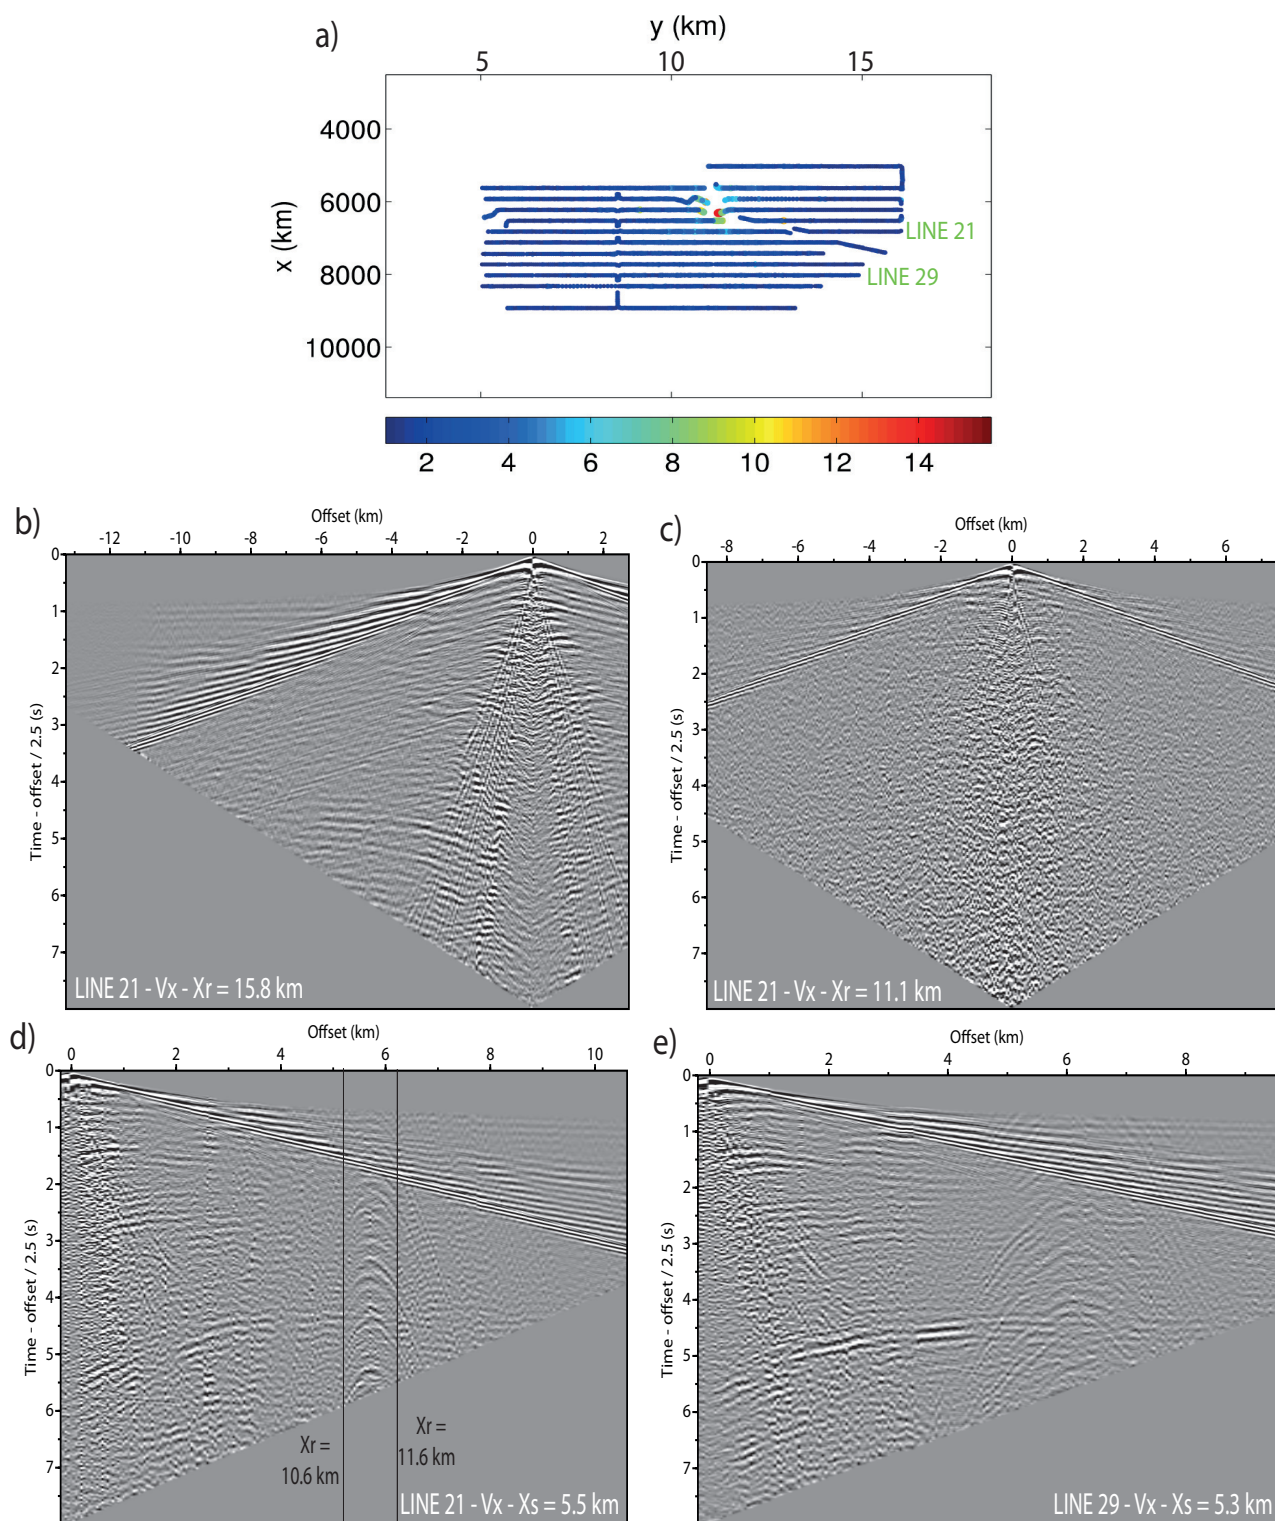 a)
y (km)
5 10 15
x (km)
4000
6000
8000
10000
LINE 21
LINE 29
2 4 6 8 10 12 14
b)
Offset (km)
-12 -10 -8 -6 -4 -2 0 2
Time - offset / 2.5 (s)
0
1
2
3
4
5
6
7
LINE 21 - Vx - Xr = 15.8 km
c)
Offset (km)
-8 -6 -4 -2 0 2 4 6
Time - offset / 2.5 (s)
0
1
2
3
4
5
6
7
LINE 21 - Vx - Xr = 11.1 km
d)
Offset (km)
0 2 4 6 8 10
Time - offset / 2.5 (s)
0
1
2
3
4
5
6
7
Xr =
10.6 km
Xr =
11.6 km
LINE 21 - Vx - Xs = 5.5 km
e)
Offset (km)
0 2 4 6 8
Time - offset / 2.5 (s)
0
1
2
3
4
5
6
7
LINE 29 - Vx - Xs = 5.3 km